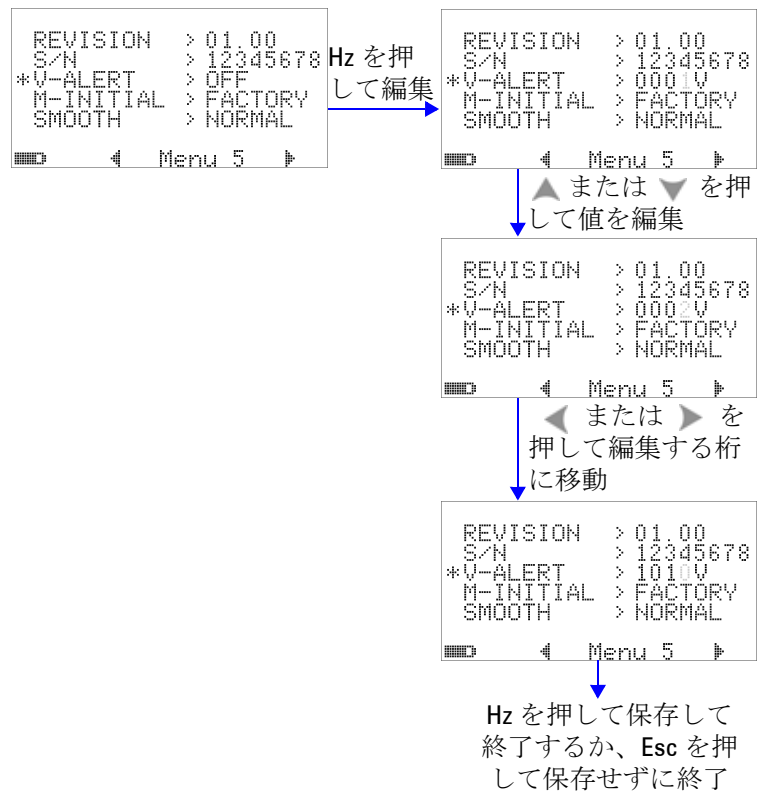 REVISION > 01.00
S/N > 12345678
*V-ALERT > OFF
M-INITIAL > FACTORY
SMOOTH > NORMAL
Menu 5
Hz を押
して編集
REVISION > 01.00
S/N > 12345678
*V-ALERT > 0001V
M-INITIAL > FACTORY
SMOOTH > NORMAL
Menu 5
▲ または ▼ を押
して値を編集
REVISION > 01.00
S/N > 12345678
*V-ALERT > 0002V
M-INITIAL > FACTORY
SMOOTH > NORMAL
Menu 5
◀ または ▶ を
押して編集する桁
に移動
REVISION > 01.00
S/N > 12345678
*V-ALERT > 1010V
M-INITIAL > FACTORY
SMOOTH > NORMAL
Menu 5
Hz を押して保存して
終了するか、Esc を押
して保存せずに終了